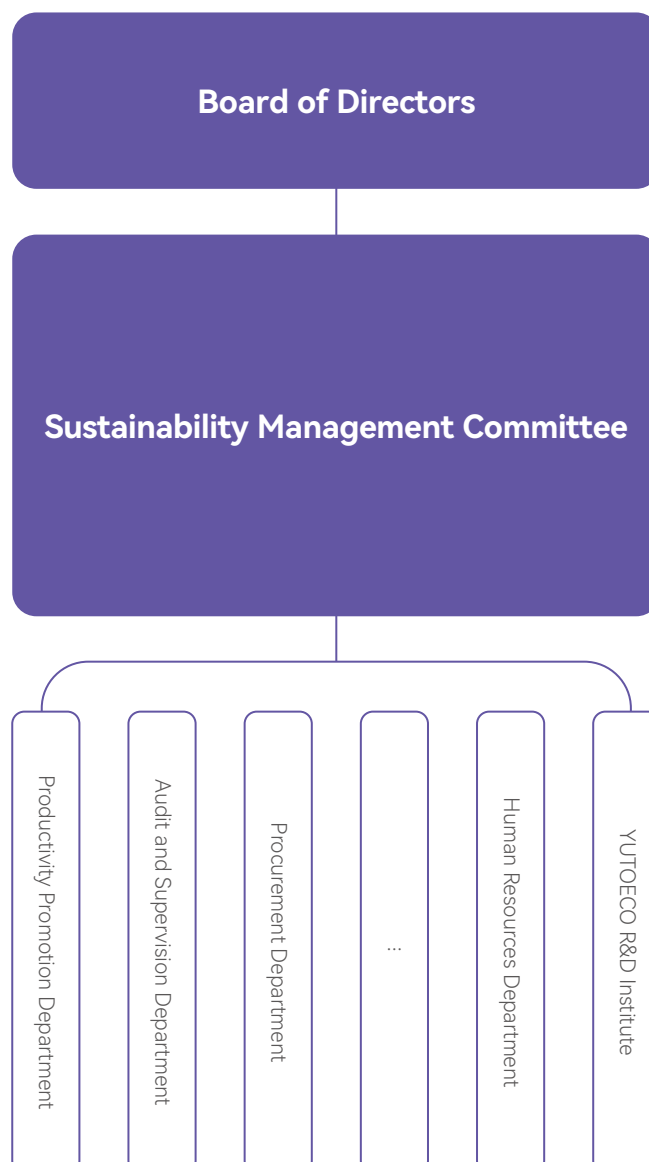 Board of Directors
Sustainability Management Committee
Productivity Promotion Department
Audit and Supervision Department
Procurement Department
...
Human Resources Department
YUTOECO R&D Institute